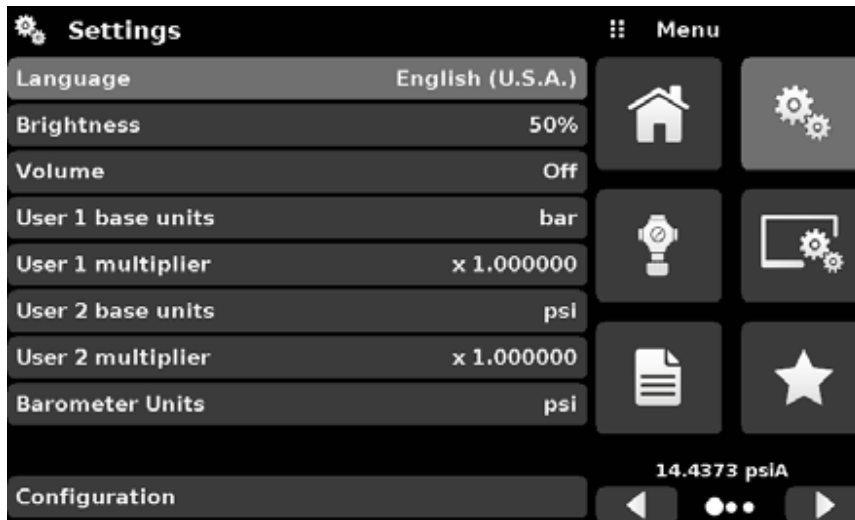 Settings
Menu
Language English (U.S.A.)
Brightness 50%
Volume Off
User 1 base units bar
User 1 multiplier x 1.000000
User 2 base units psi
User 2 multiplier x 1.000000
Barometer Units psi
14.4373 psiA
Configuration